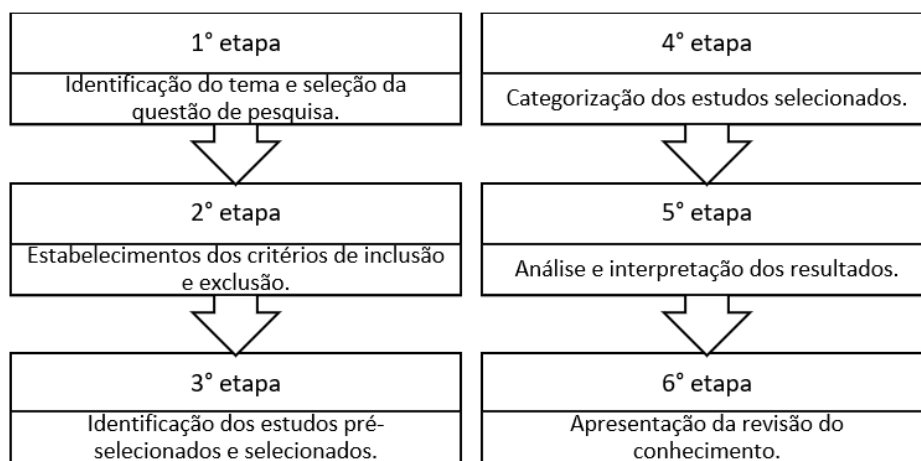 1° etapa
Identificação do tema e seleção da
questão de pesquisa.
2° etapa
Estabelecimentos dos critérios de inclusão
e exclusão.
3° etapa
Identificação dos estudos pré-
selecionados e selecionados.
4° etapa
Categorização dos estudos selecionados.
5° etapa
Análise e interpretação dos resultados.
6° etapa
Apresentação da revisão do
conhecimento.